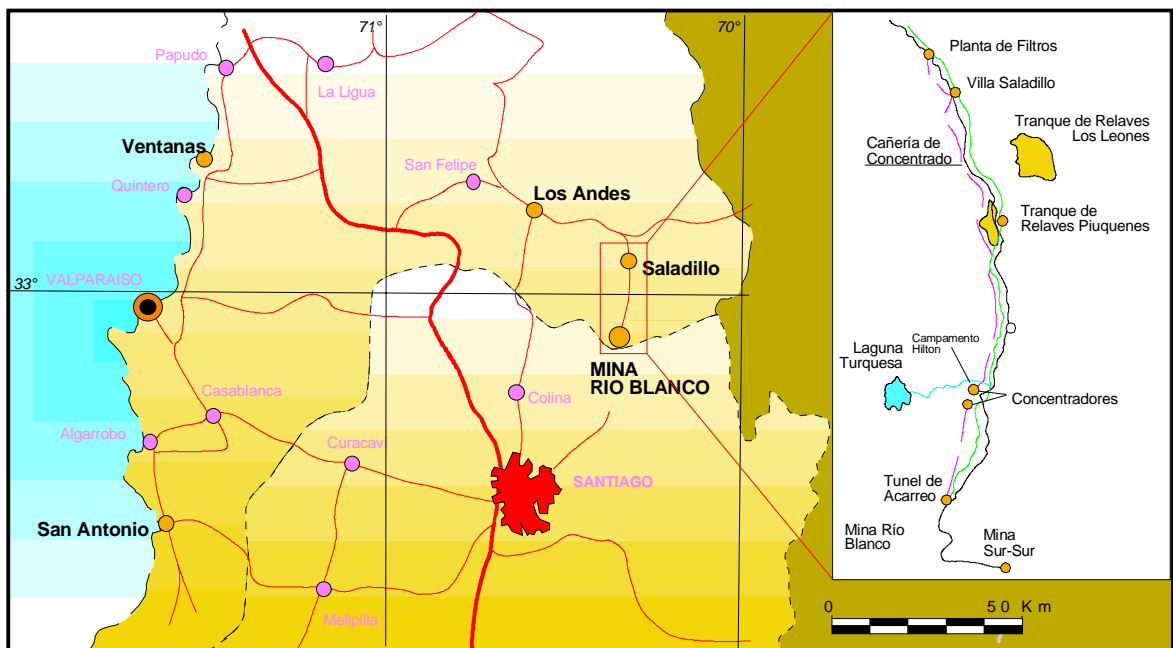 71°
70°
Papudo
La Ligua
Ventanas
San Felipe
Quintero
Los Andes
Saladillo
33°
VALPARAISO
MINA
RIO BLANCO
Casablanca
Colina
Algarrobo
Curacaví
SANTIAGO
San Antonio
Melipilla
Planta de Filtros
Villa Saladillo
Tranque de Relaves
Los Leones
Cañería de
Concentrado
Tranque de
Relaves Piuquenes
Campamento
Hilton
Laguna
Turquesa
Concentradores
Tunel de
Acarreo
Mina Río
Blanco
Mina
Sur-Sur
0 50 Km